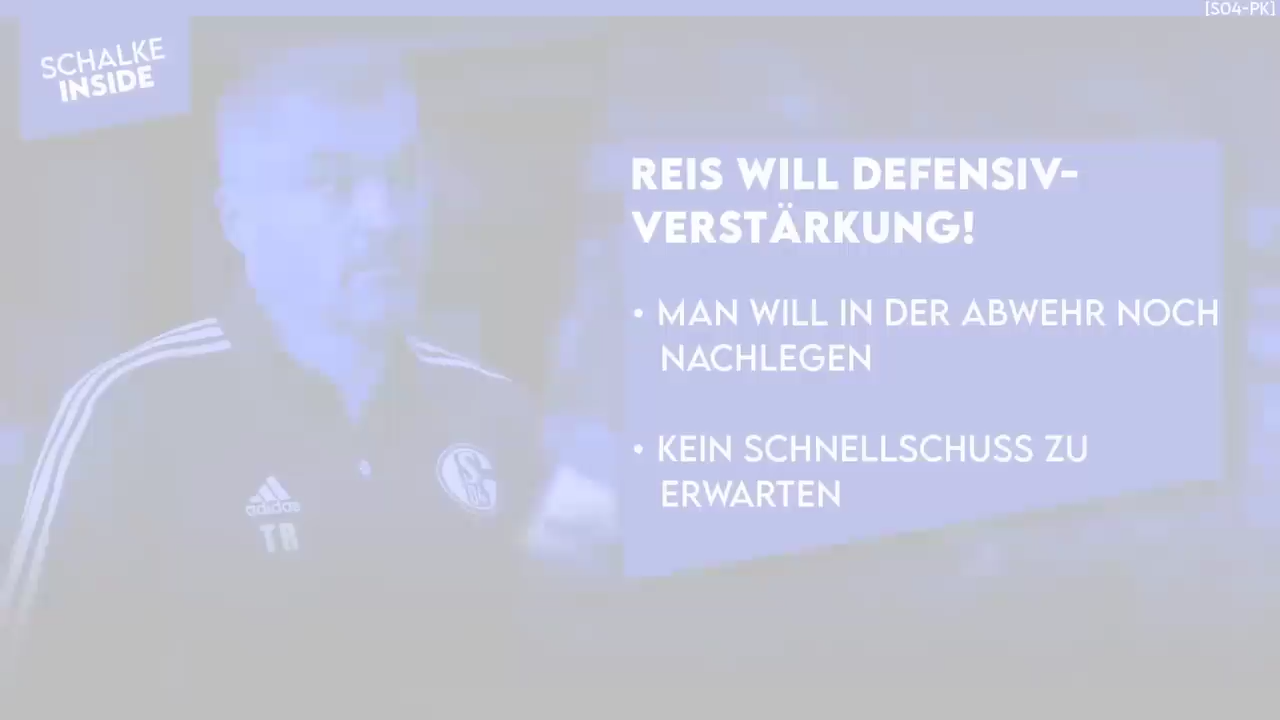 [S04-PK]
SCHALKE
INSIDE
REIS WILL DEFENSIV-
VERSTÄRKUNG!
• MAN WILL IN DER ABWEHR NOCH
NACHLEGEN
• KEIN SCHNELLSCHUSS ZU
ERWARTEN
S
04
adidas
TR